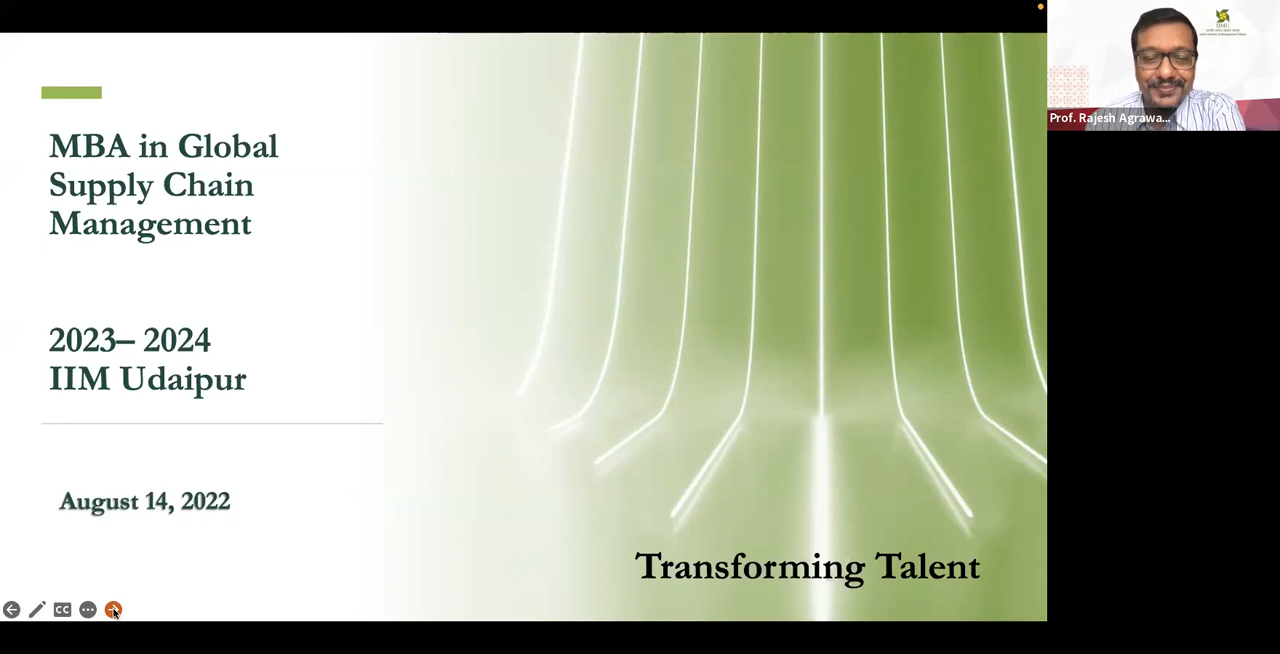 MBA in Global
Supply Chain
Management
2023– 2024
IIM Udaipur
August 14, 2022
Transforming Talent
CC
Prof. Rajesh Agrawa...
IIMU